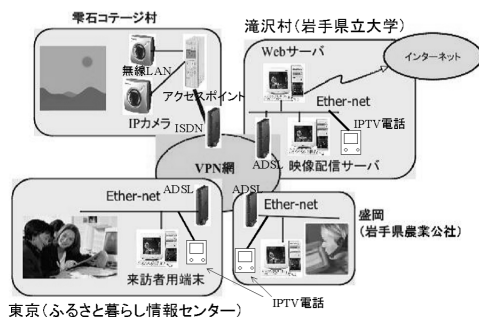 雫石コテージ村
無線LAN
アクセスポイント
IPカメラ
ISDN
滝沢村(岩手県立大学)
Webサーバ
インターネット
Ether-net
IPTV電話
ADSL
映像配信サーバ
VPN網
Ether-net
ADSL
来訪者用端末
東京(ふるさと暮らし情報センター)
ADSL
Ether-net
盛岡
(岩手県農業公社)
IPTV電話